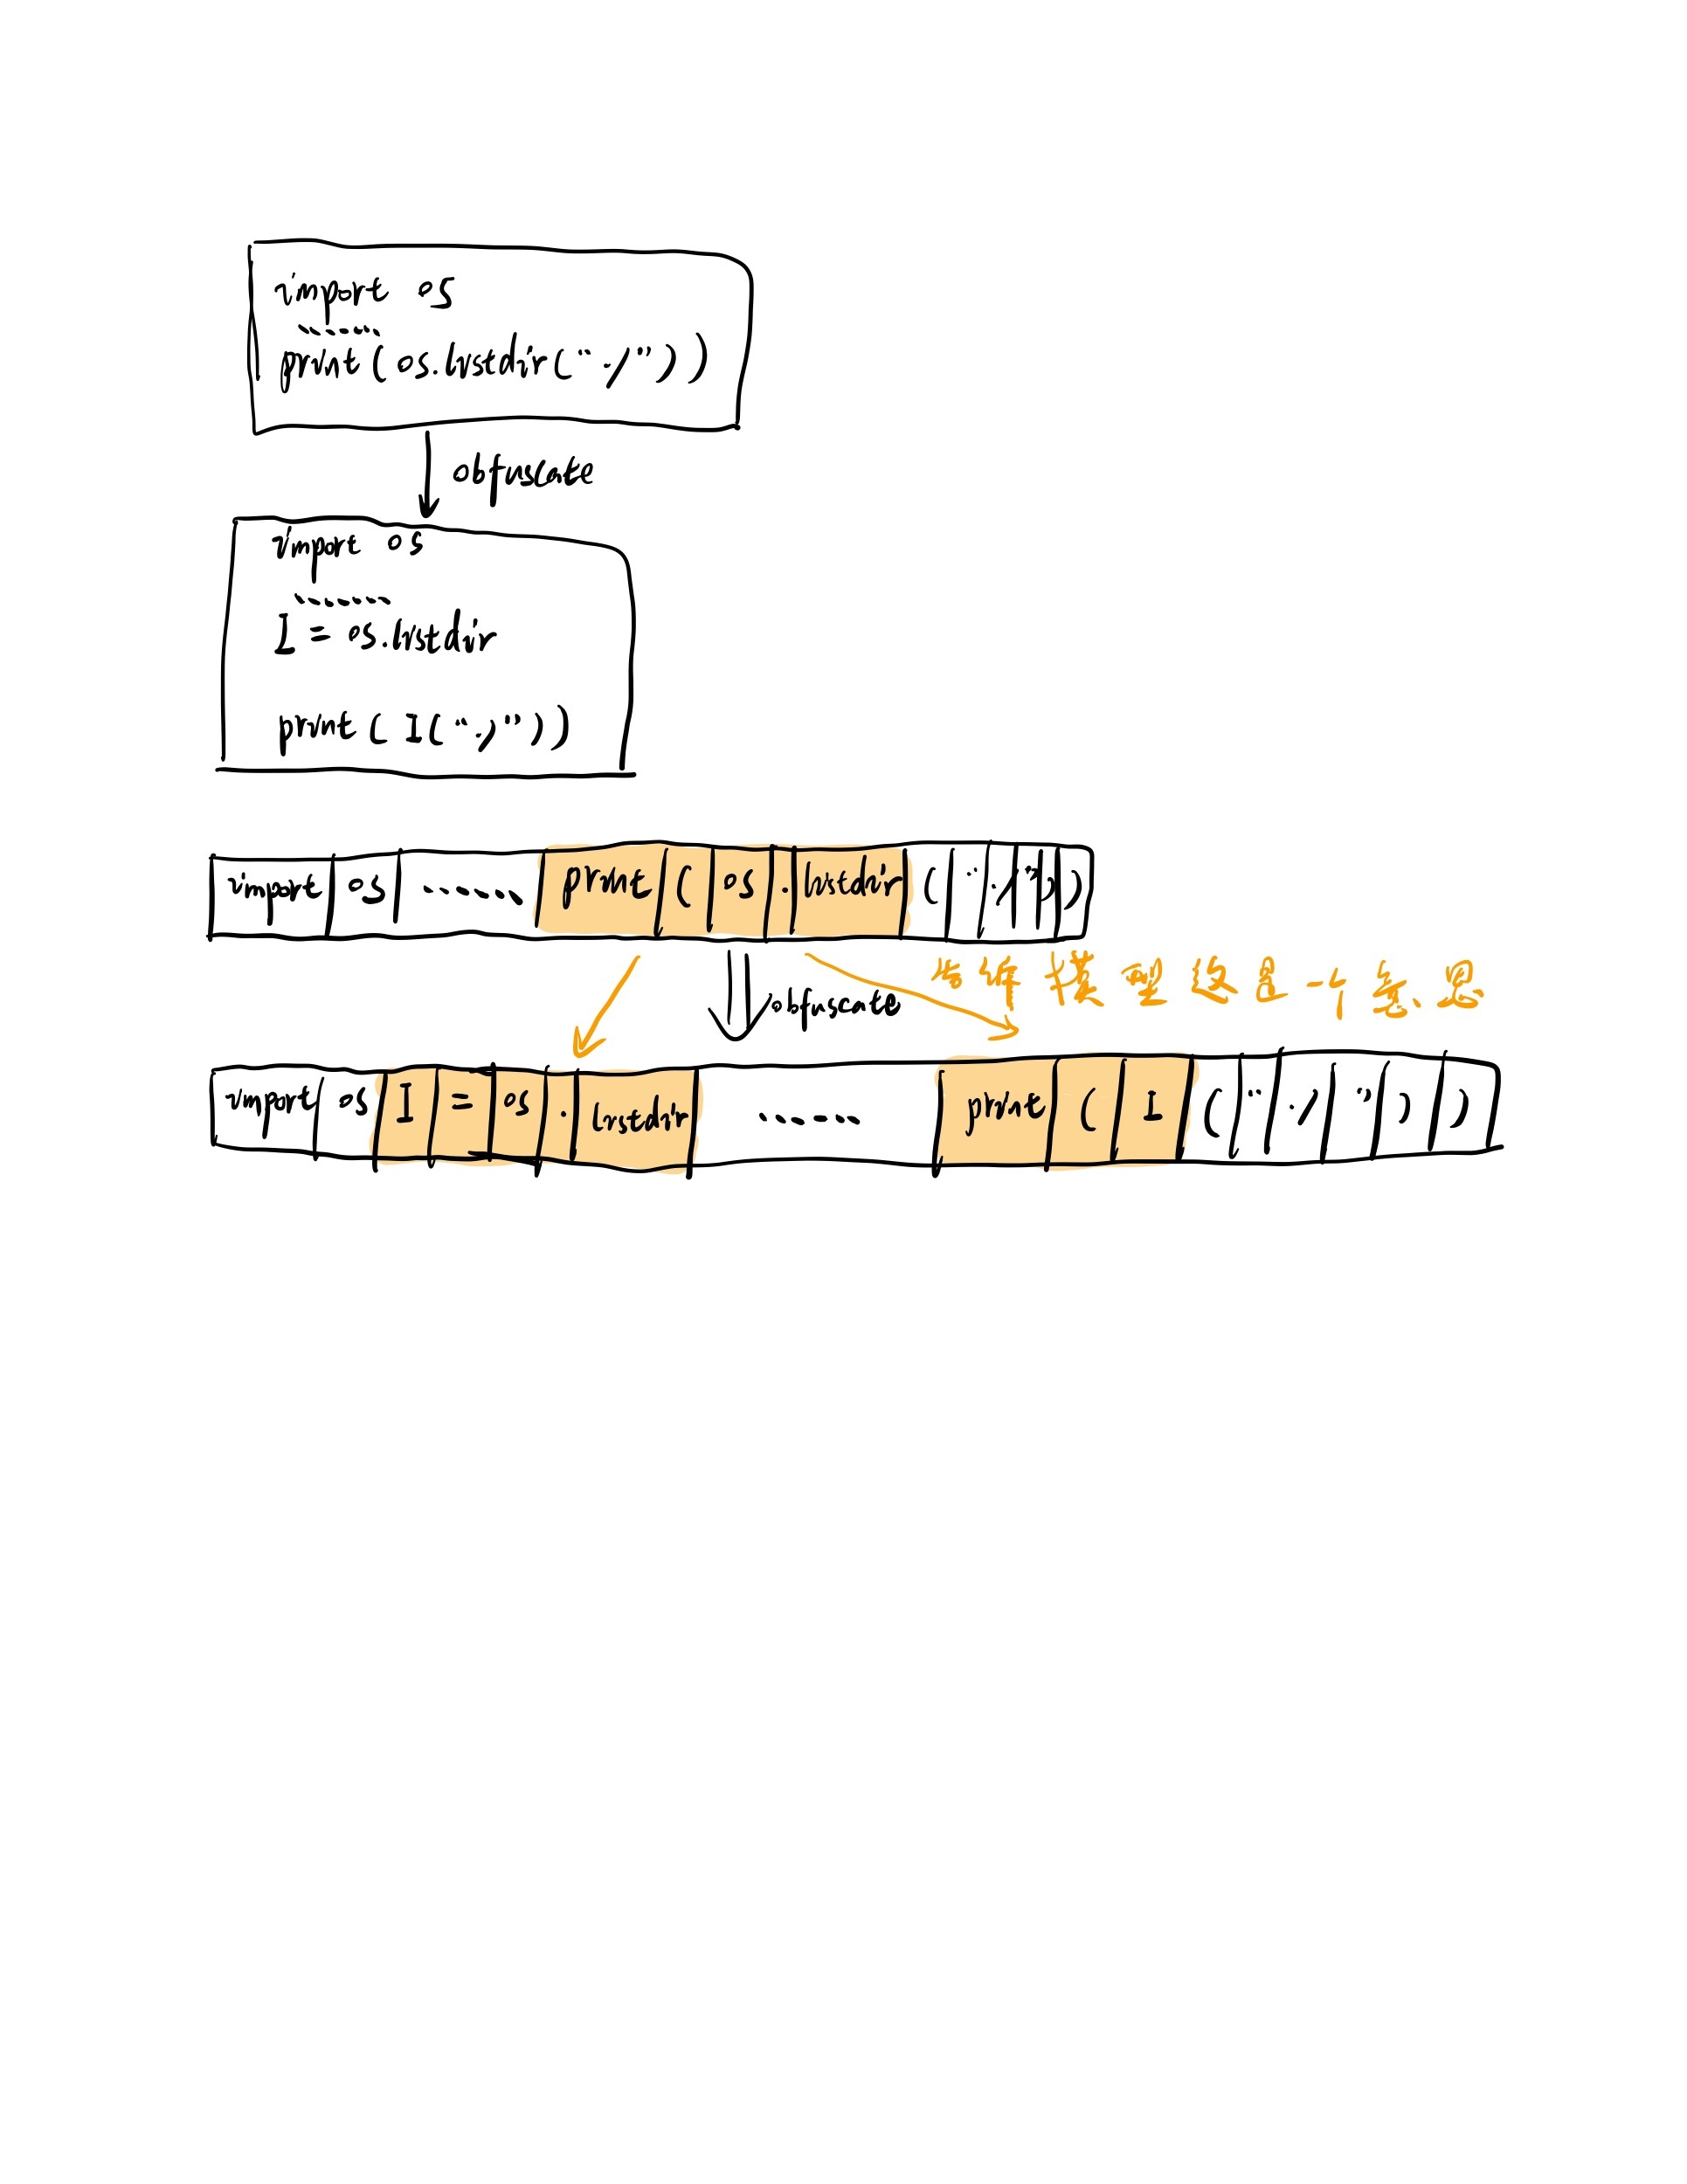 import os
......
print(os.listdir("./"))
obfuscate
import os
.......
I = os.listdir
print( I("./"))
import os ...... print ( os . listdir ( " ./ " ) )
obfuscate
告诉模型这是一个意思
import os I = os . listdir ...... print ( I ( " ./ " ) )